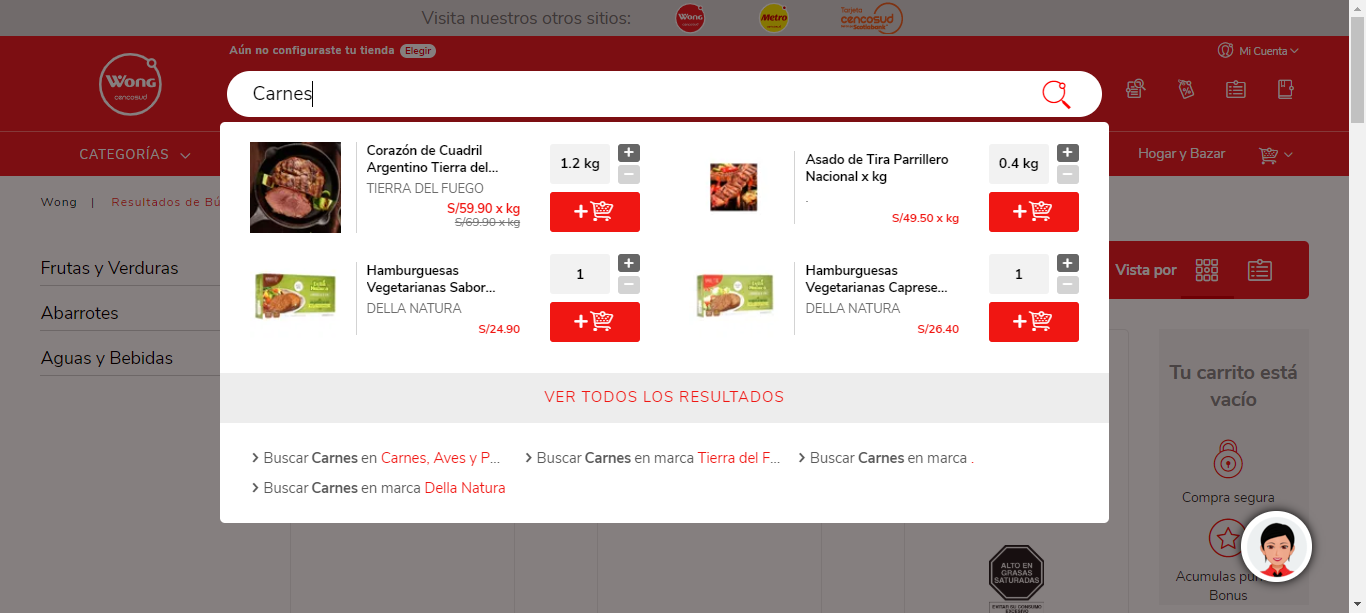 Visita nuestros otros sitios:
Wong
Metro
Tarjeta
cencosud
Scotiabank
Aún no configuraste tu tienda Elegir
Mi Cuenta
Wong
cencosud
Carnes
CATEGORÍAS
Hogar y Bazar
Wong | Resultados de Bú
Frutas y Verduras
Abarrotes
Aguas y Bebidas
Corazón de Cuadril
Argentino Tierra del...
TIERRA DEL FUEGO
S/59.90 x kg
S/69.90 x kg
1.2 kg
+
−
+
Asado de Tira Parrillero
Nacional x kg
.
S/49.50 x kg
0.4 kg
+
−
+
Hamburguesas
Vegetarianas Sabor...
DELLA NATURA
S/24.90
1
+
−
+
Hamburguesas
Vegetarianas Caprese...
DELLA NATURA
S/26.40
1
+
−
+
VER TODOS LOS RESULTADOS
Buscar Carnes en Carnes, Aves y P...
Buscar Carnes en marca Tierra del F...
Buscar Carnes en marca .
Buscar Carnes en marca Della Natura
Vista por
Tu carrito está
vacío
Compra segura
Acumulas pu
Bonus
ALTO EN
GRASAS
SATURADAS
EVITAR SU CONSUMO
EXCESIVO